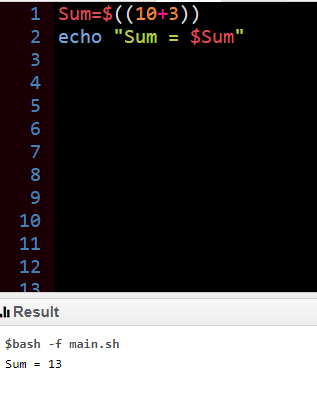 1 Sum=$((10+3))
2 echo "Sum = $Sum"
3
4
5
6
7
8
9
10
11
12
13
Result
$bash -f main.sh
Sum = 13